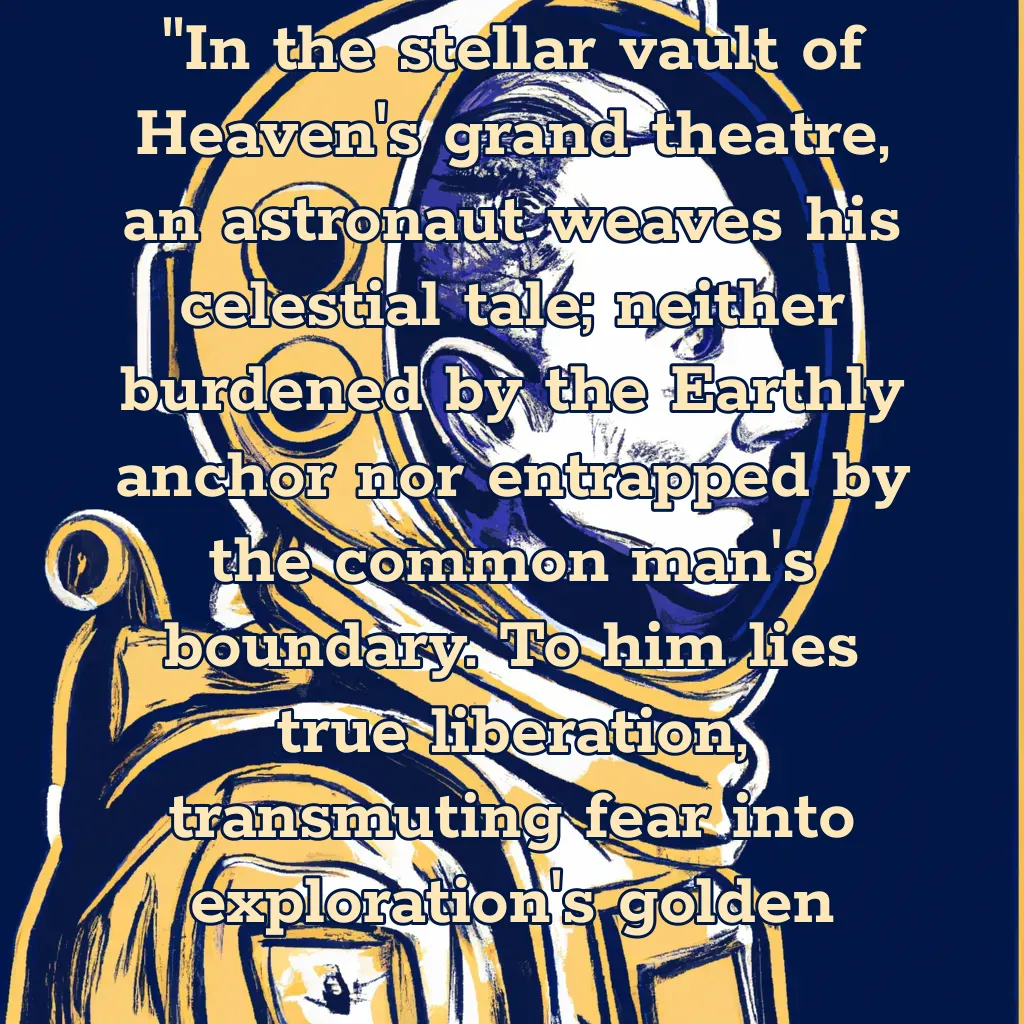 "In the stellar vault of
Heaven's grand theatre,
an astronaut weaves his
celestial tale; neither
burdened by the Earthly
anchor nor entrapped by
the common man's
boundary. To him lies
true liberation,
transmuting fear into
exploration's golden